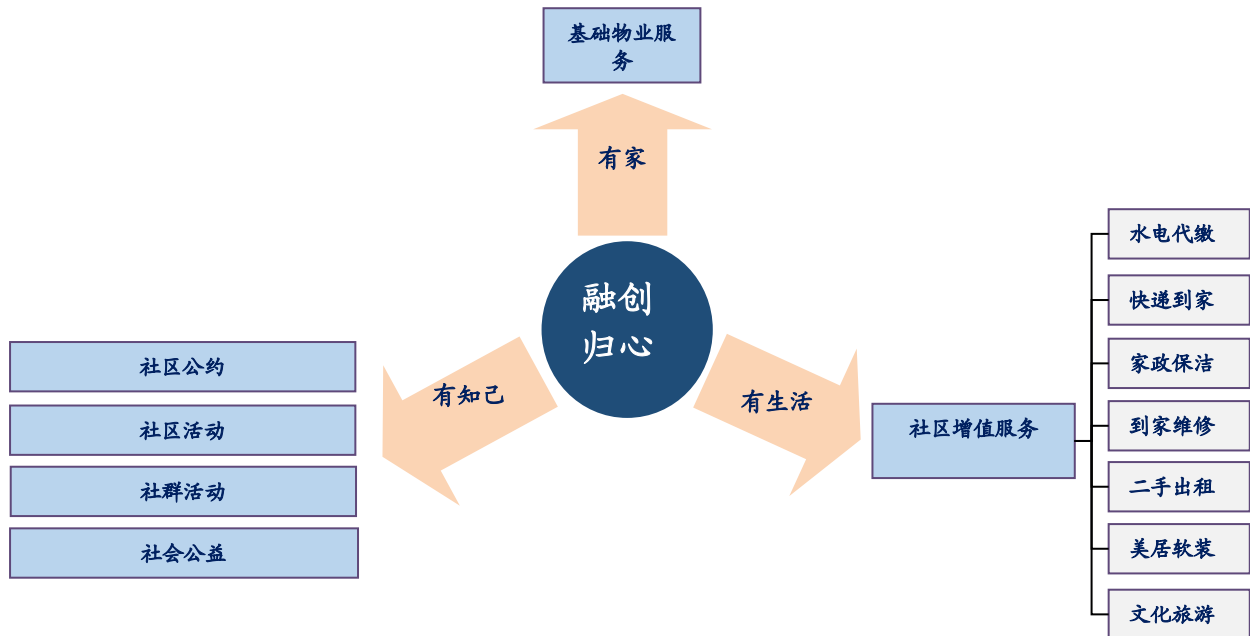 基础物业服
务
有家
融创
归心
有知己
有生活
社区公约
社区活动
社群活动
社会公益
社区增值服务
水电代缴
快递到家
家政保洁
到家维修
二手出租
美居软装
文化旅游